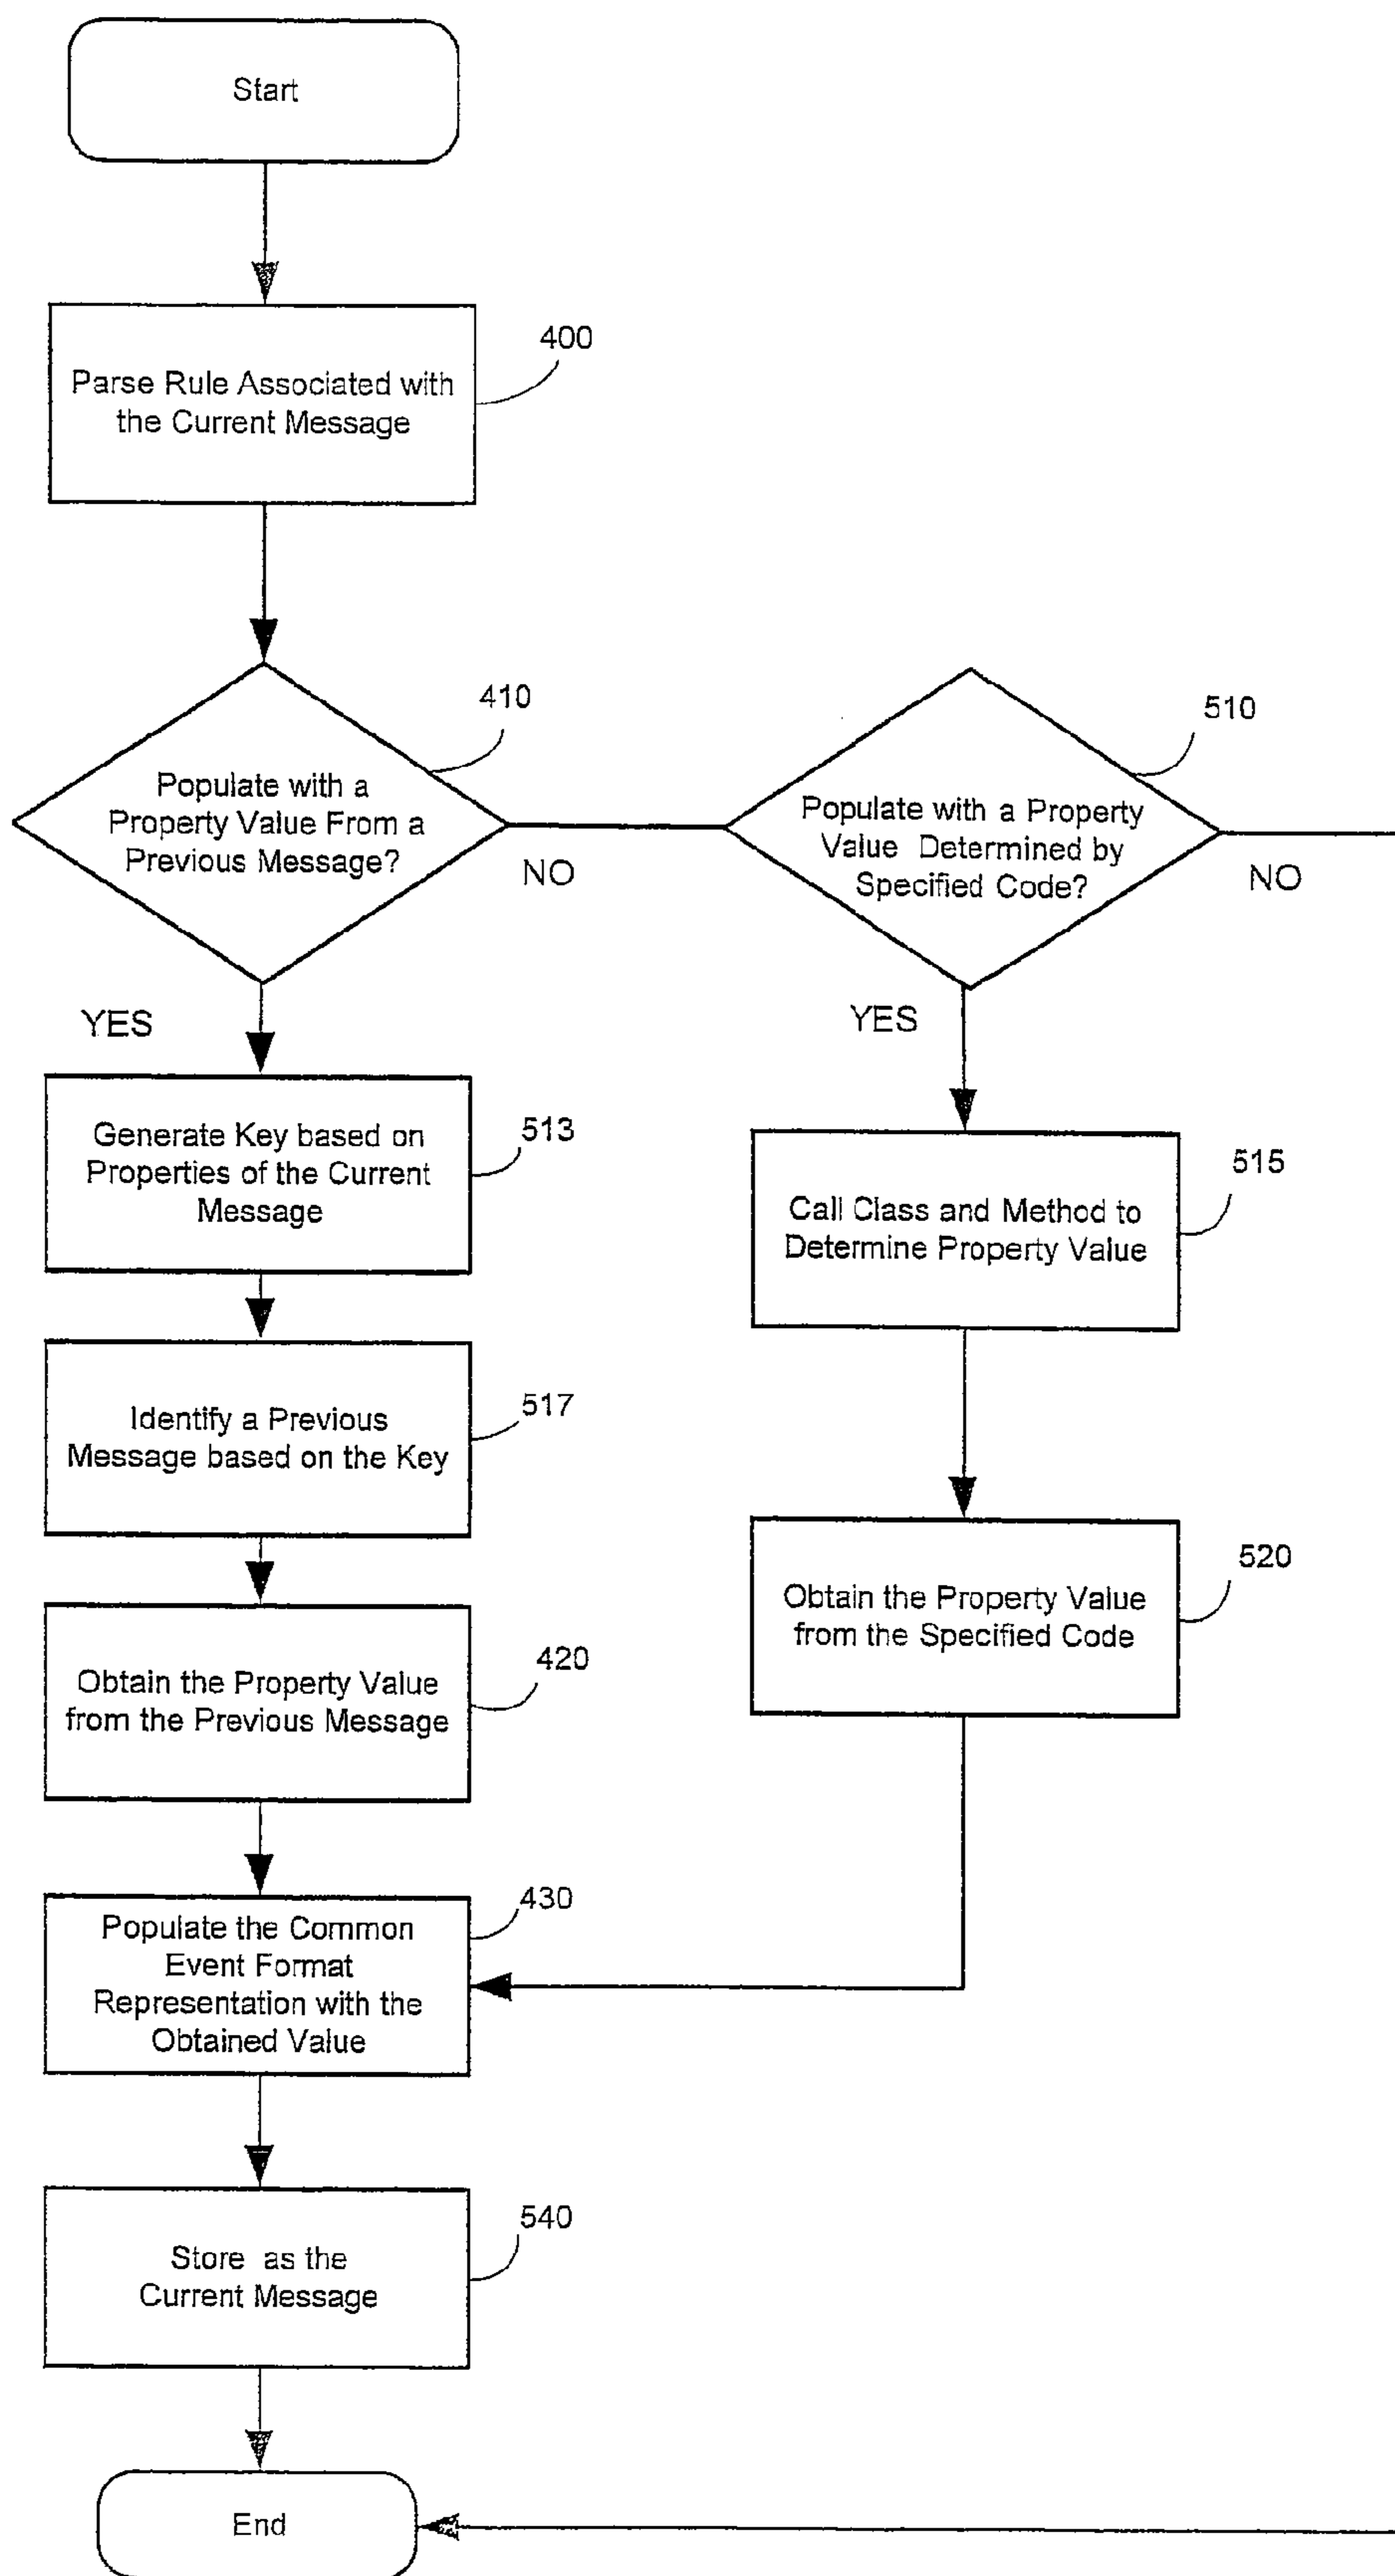 Start
400
Parse Rule Associated with
the Current Message
410
Populate with a
Property Value From a
Previous Message?
NO
YES
510
Populate with a Property
Value Determined by
Specified Code?
NO
YES
Generate Key based on
Properties of the Current
Message
513
Call Class and Method to
Determine Property Value
515
Identify a Previous
Message based on the Key
517
Obtain the Property Value
from the Specified Code
520
Obtain the Property Value
from the Previous Message
420
Populate the Common
Event Format
Representation with the
Obtained Value
430
Store as the
Current Message
540
End